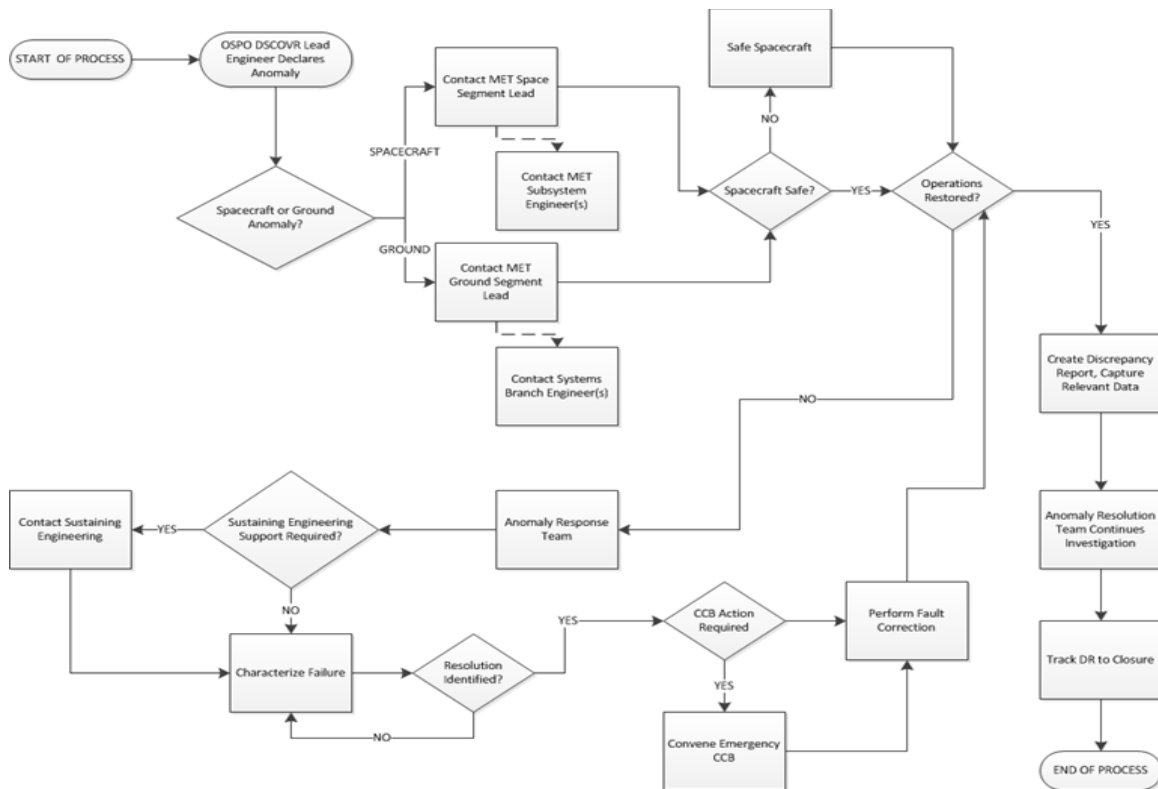 START OF PROCESS
OSPO DSCOVR Lead
Engineer Declares
Anomaly
Spacecraft or Ground
Anomaly?
SPACECRAFT
GROUND
Contact MET Space
Segment Lead
Contact MET
Subsystem
Engineer(s)
Contact MET
Ground Segment
Lead
Contact Systems
Branch Engineer(s)
Safe Spacecraft
NO
Spacecraft Safe?
YES
Operations
Restored?
YES
NO
Create Discrepancy
Report, Capture
Relevant Data
Anomaly Resolution
Team Continues
Investigation
Track DR to Closure
END OF PROCESS
Anomaly Response
Team
Sustaining Engineering
Support Required?
YES
Contact Sustaining
Engineering
NO
Characterize Failure
Resolution
Identified?
NO
YES
CCB Action
Required
YES
Convene Emergency
CCB
Perform Fault
Correction